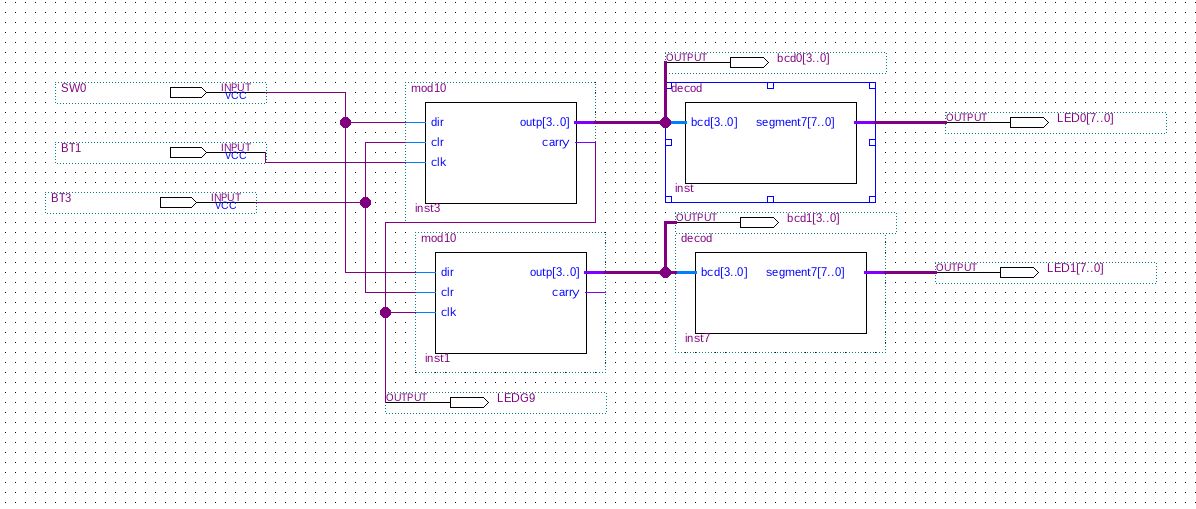 OUTPUT bcd0[3..0]
SW0 INPUT VCC
mod10
dir outp[3..0]
clr carry
clk
inst3
decod
bcd[3..0] segment7[7..0]
inst
OUTPUT LED0[7..0]
BT1 INPUT VCC
BT3 INPUT VCC
OUTPUT bcd1[3..0]
mod10
dir outp[3..0]
clr carry
clk
inst1
decod
bcd[3..0] segment7[7..0]
inst7
OUTPUT LED1[7..0]
OUTPUT LEDG9